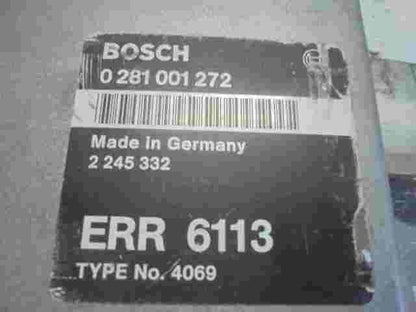 BOSCH
0 281 001 272
Made in Germany
2 245 332
ERR 6113
TYPE No. 4069